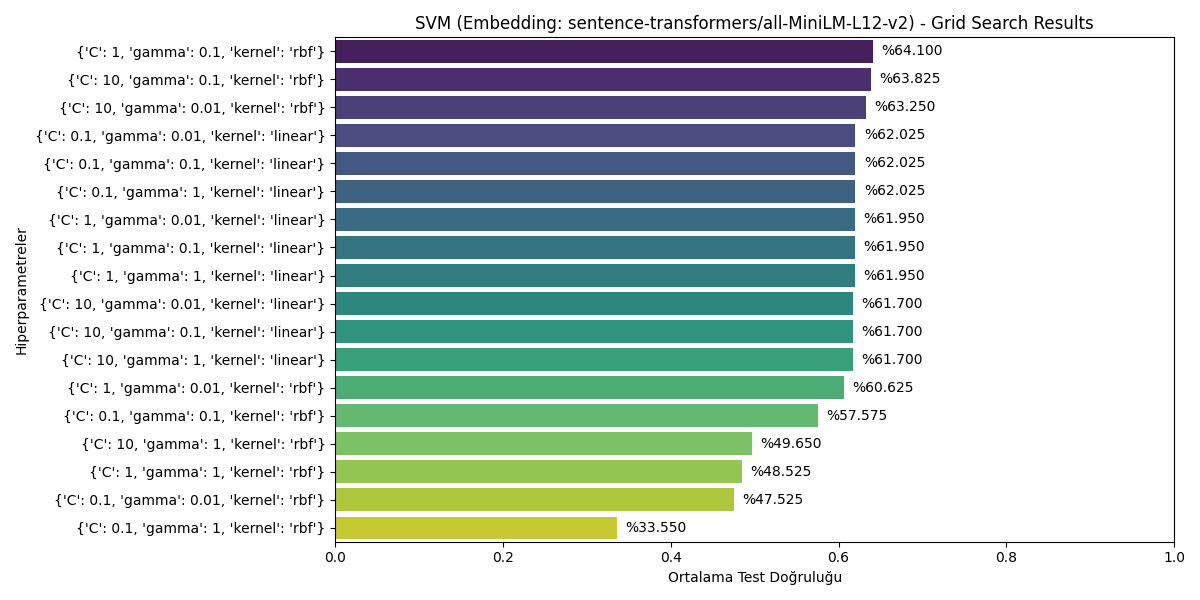 SVM (Embedding: sentence-transformers/all-MiniLM-L12-v2) - Grid Search Results
Hiperparametreler
{'C': 1, 'gamma': 0.1, 'kernel': 'rbf'} %64.100
{'C': 10, 'gamma': 0.1, 'kernel': 'rbf'} %63.825
{'C': 10, 'gamma': 0.01, 'kernel': 'rbf'} %63.250
{'C': 0.1, 'gamma': 0.01, 'kernel': 'linear'} %62.025
{'C': 0.1, 'gamma': 0.1, 'kernel': 'linear'} %62.025
{'C': 0.1, 'gamma': 1, 'kernel': 'linear'} %62.025
{'C': 1, 'gamma': 0.01, 'kernel': 'linear'} %61.950
{'C': 1, 'gamma': 0.1, 'kernel': 'linear'} %61.950
{'C': 1, 'gamma': 1, 'kernel': 'linear'} %61.950
{'C': 10, 'gamma': 0.01, 'kernel': 'linear'} %61.700
{'C': 10, 'gamma': 0.1, 'kernel': 'linear'} %61.700
{'C': 10, 'gamma': 1, 'kernel': 'linear'} %61.700
{'C': 1, 'gamma': 0.01, 'kernel': 'rbf'} %60.625
{'C': 0.1, 'gamma': 0.1, 'kernel': 'rbf'} %57.575
{'C': 10, 'gamma': 1, 'kernel': 'rbf'} %49.650
{'C': 1, 'gamma': 1, 'kernel': 'rbf'} %48.525
{'C': 0.1, 'gamma': 0.01, 'kernel': 'rbf'} %47.525
{'C': 0.1, 'gamma': 1, 'kernel': 'rbf'} %33.550
0.0 0.2 0.4 0.6 0.8 1.0
Ortalama Test Doğruluğu